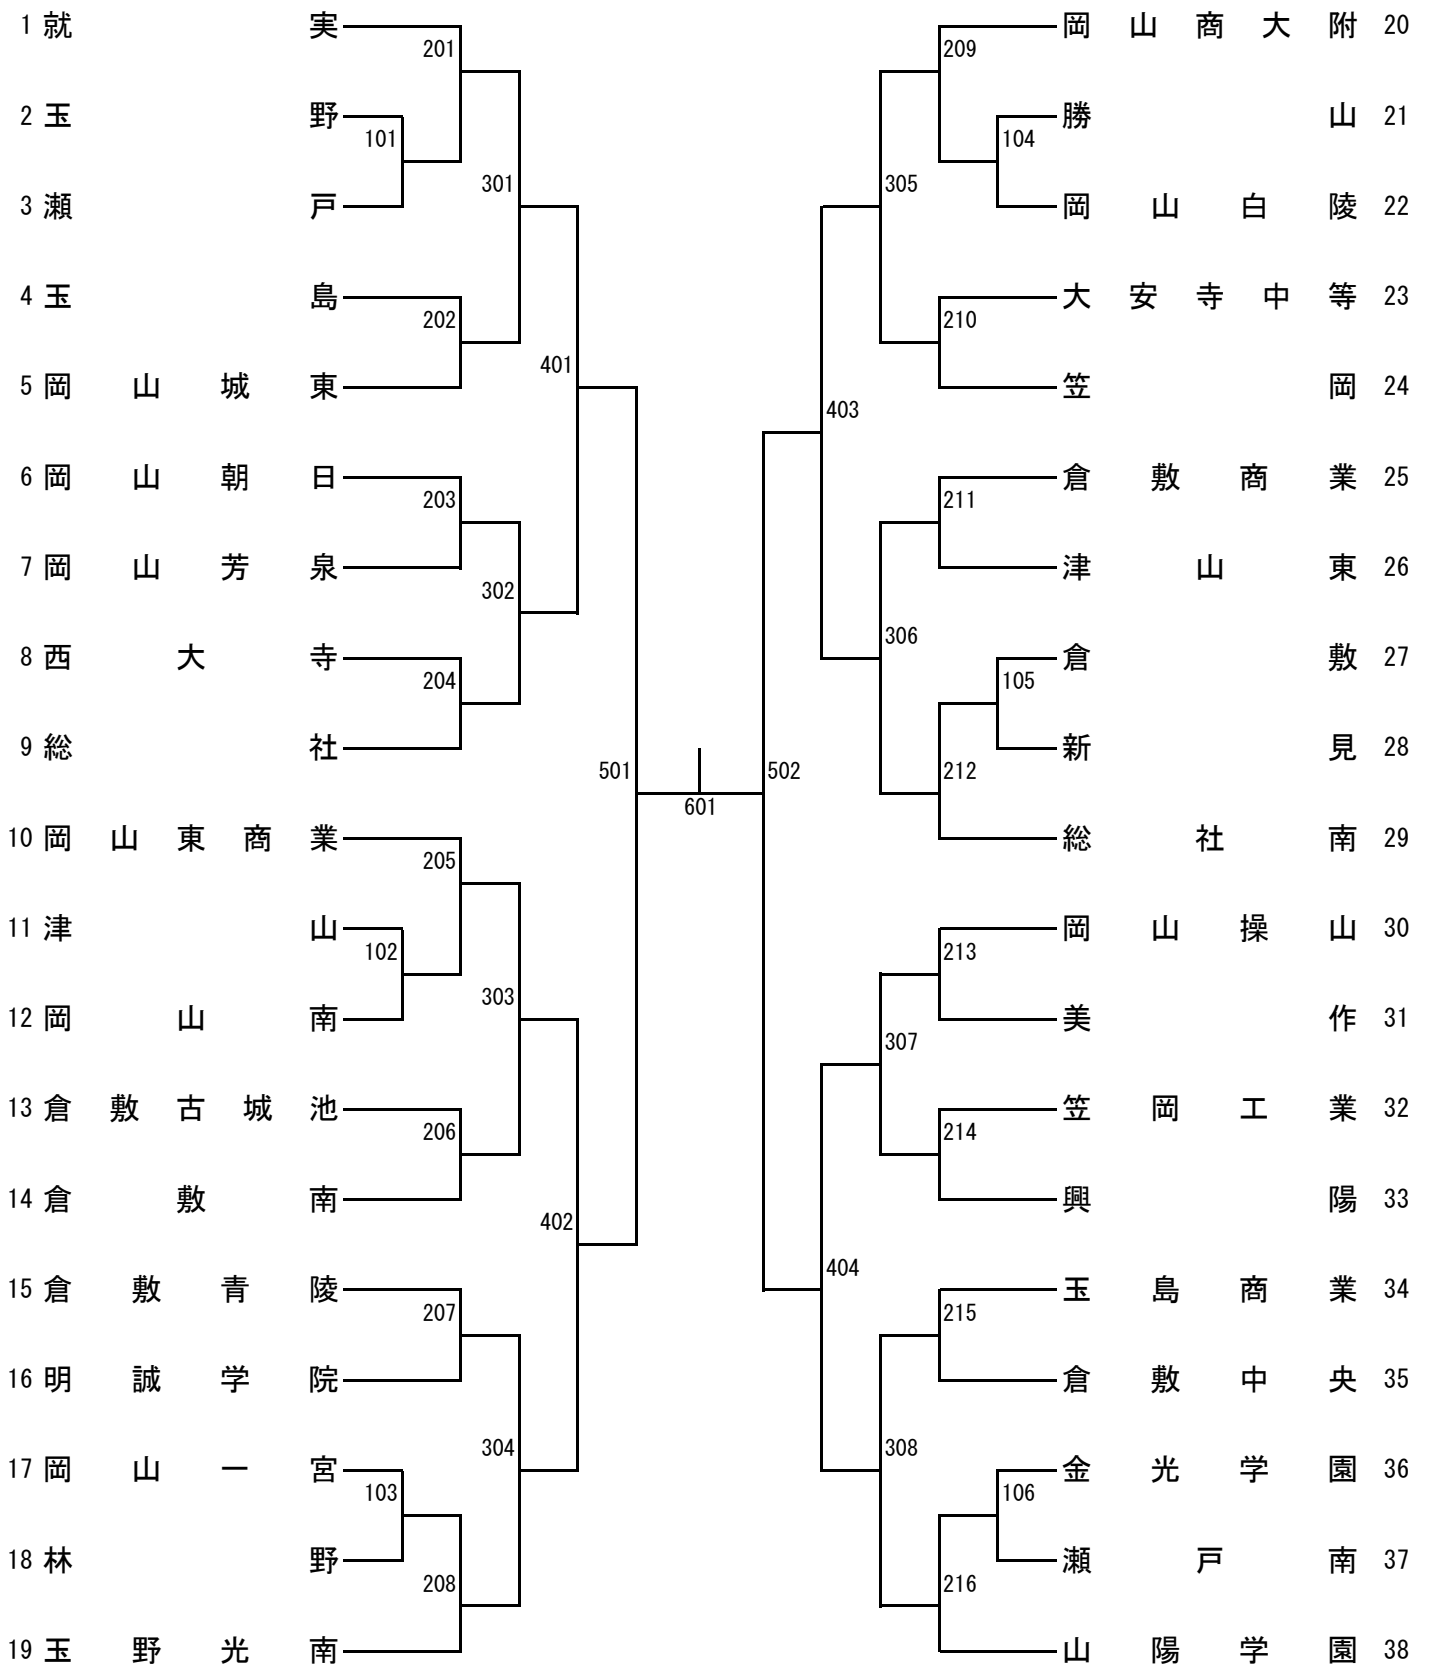 1 就実
201
2 玉野
101
3 瀬戸
301
4 玉島
202
5 岡山城東
401
6 岡山朝日
203
7 岡山芳泉
302
8 西大寺
204
9 総社
501
10 岡山東商業
205
11 津山
102
12 岡山南
303
13 倉敷古城池
206
14 倉敷南
402
15 倉敷青陵
207
16 明誠学院
304
17 岡山一宮
103
18 林野
208
19 玉野光南
601
岡山商大附 20
209
勝山 21
104
岡山白陵 22
305
大安寺中等 23
210
笠岡 24
403
倉敷商業 25
211
津山東 26
306
倉敷 27
105
新見 28
212
502
総社南 29
岡山操山 30
213
美作 31
307
笠岡工業 32
214
興陽 33
404
玉島商業 34
215
倉敷中央 35
308
金光学園 36
106
瀬戸南 37
216
山陽学園 38